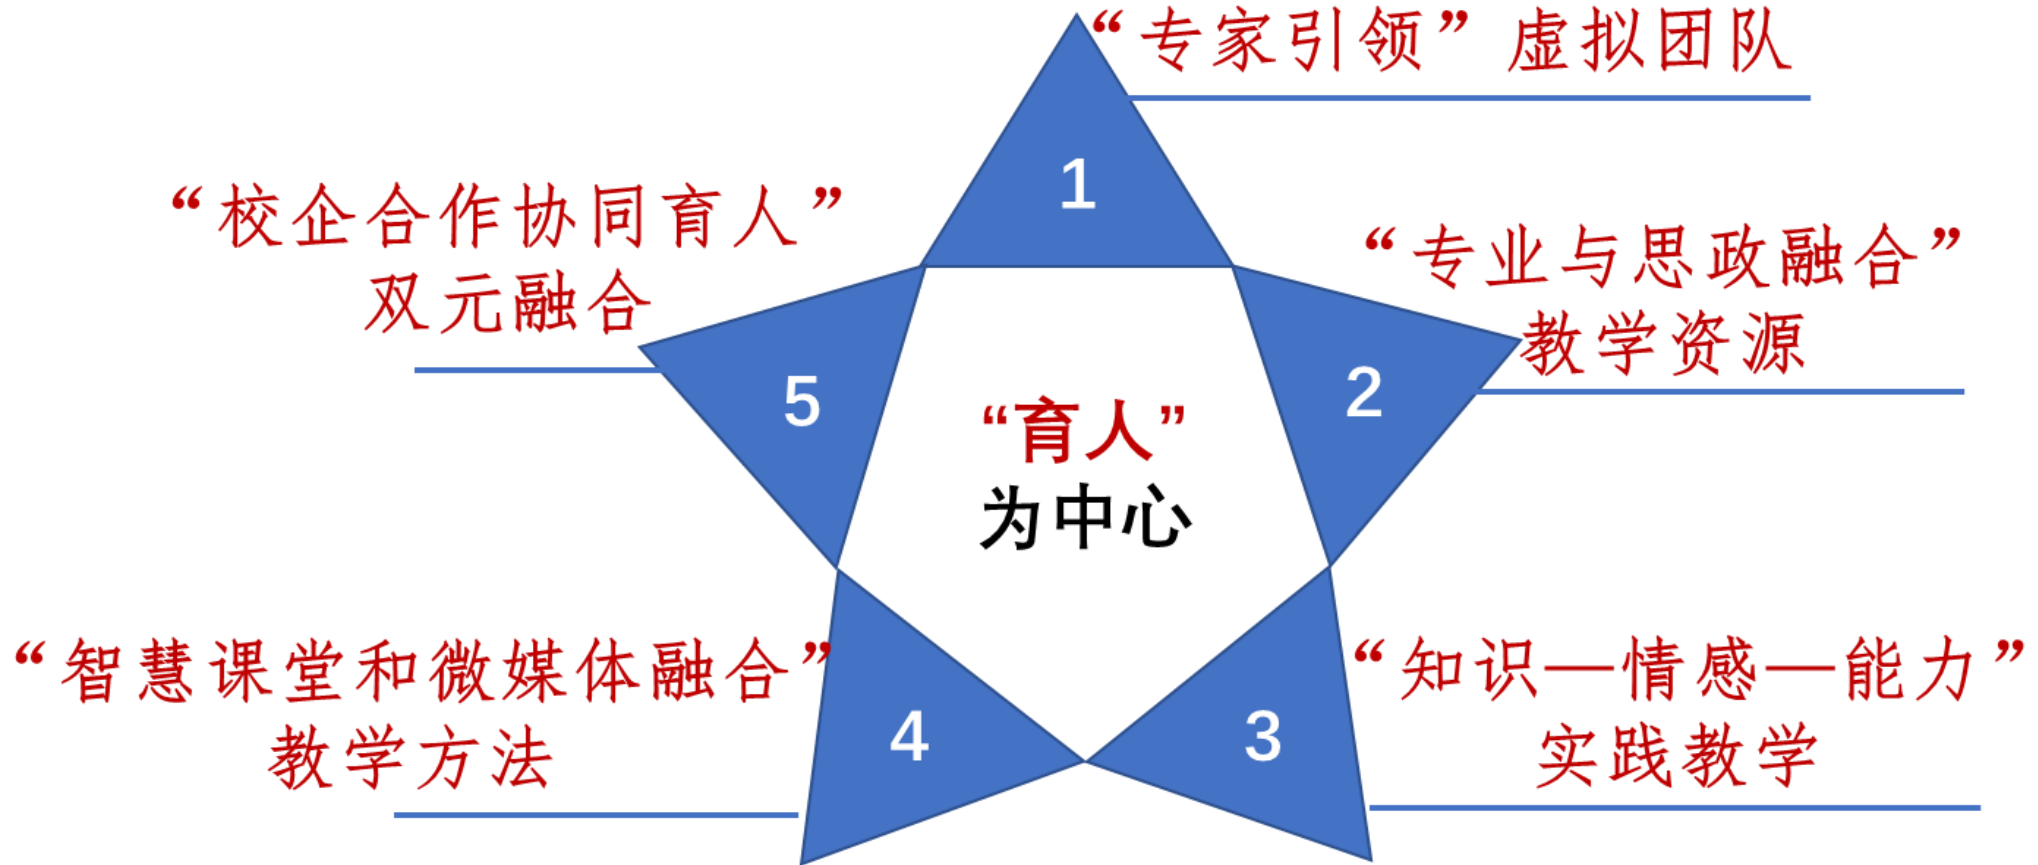 “专家引领”虚拟团队
1
“专业与思政融合”
教学资源
2
“知识—情感—能力”
实践教学
3
“智慧课堂和微媒体融合”
教学方法
4
“校企合作协同育人”
双元融合
5
“育人”
为中心